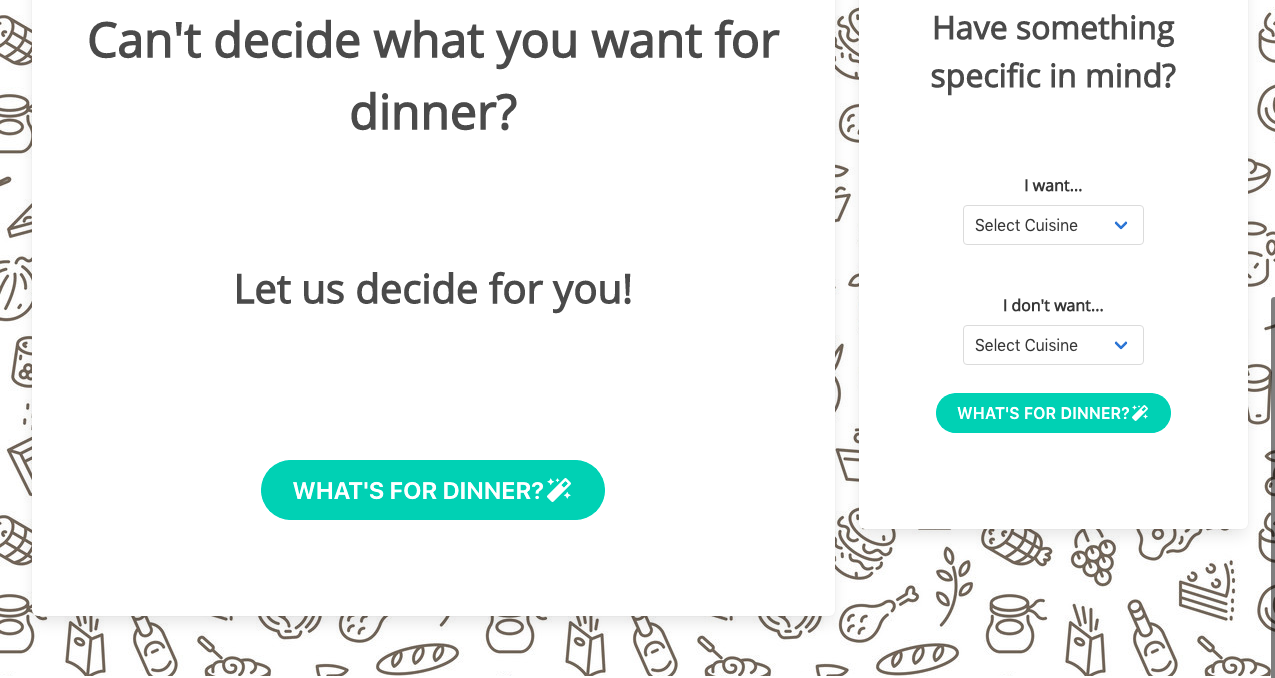 Can't decide what you want for
dinner?
Let us decide for you!
WHAT'S FOR DINNER?
Have something
specific in mind?
I want...
Select Cuisine
I don't want...
Select Cuisine
WHAT'S FOR DINNER?